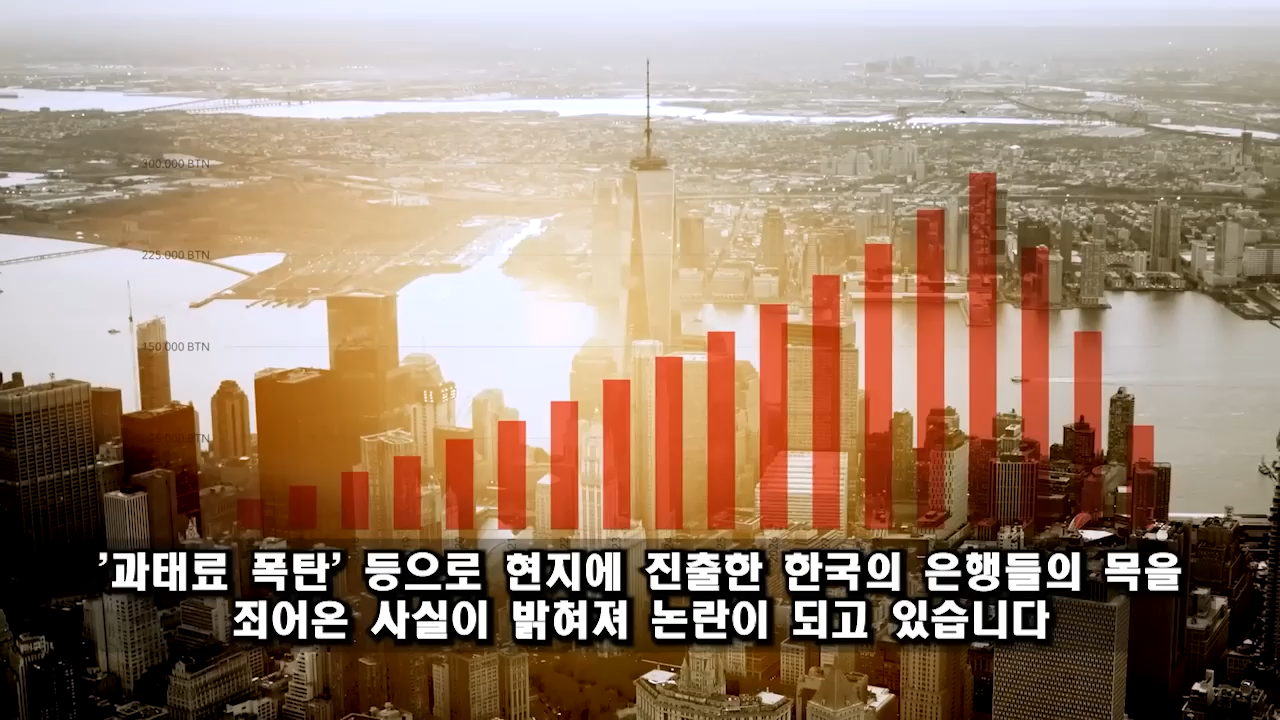 300.000 BTN
225.000 BTN
150.000 BTN
'과태료 폭탄' 등으로 현지에 진출한 한국의 은행들의 목을
죄어온 사실이 밝혀져 논란이 되고 있습니다